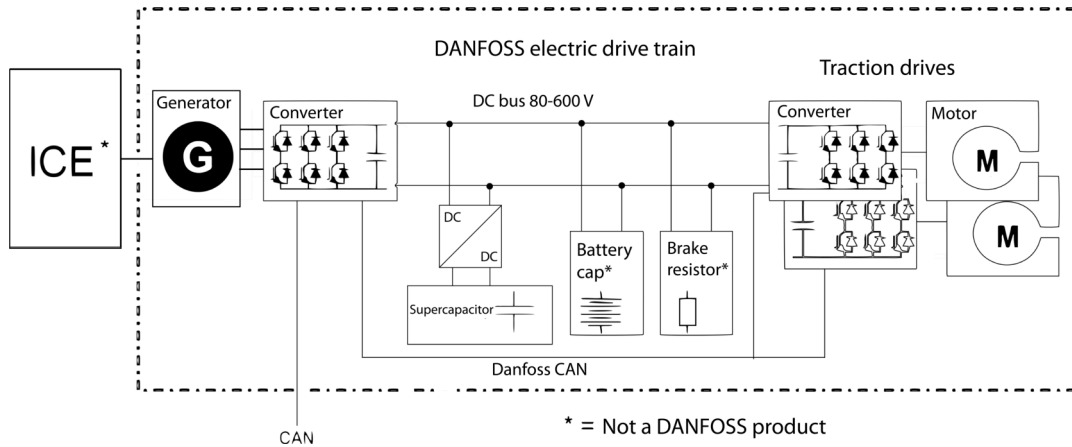 DANFOSS electric drive train
Traction drives
ICE*
Generator
G
Converter
DC bus 80-600 V
Converter
Motor
M
M
DC
DC
Supercapacitor
Battery
cap*
Brake
resistor*
Danfoss CAN
CAN
* = Not a DANFOSS product